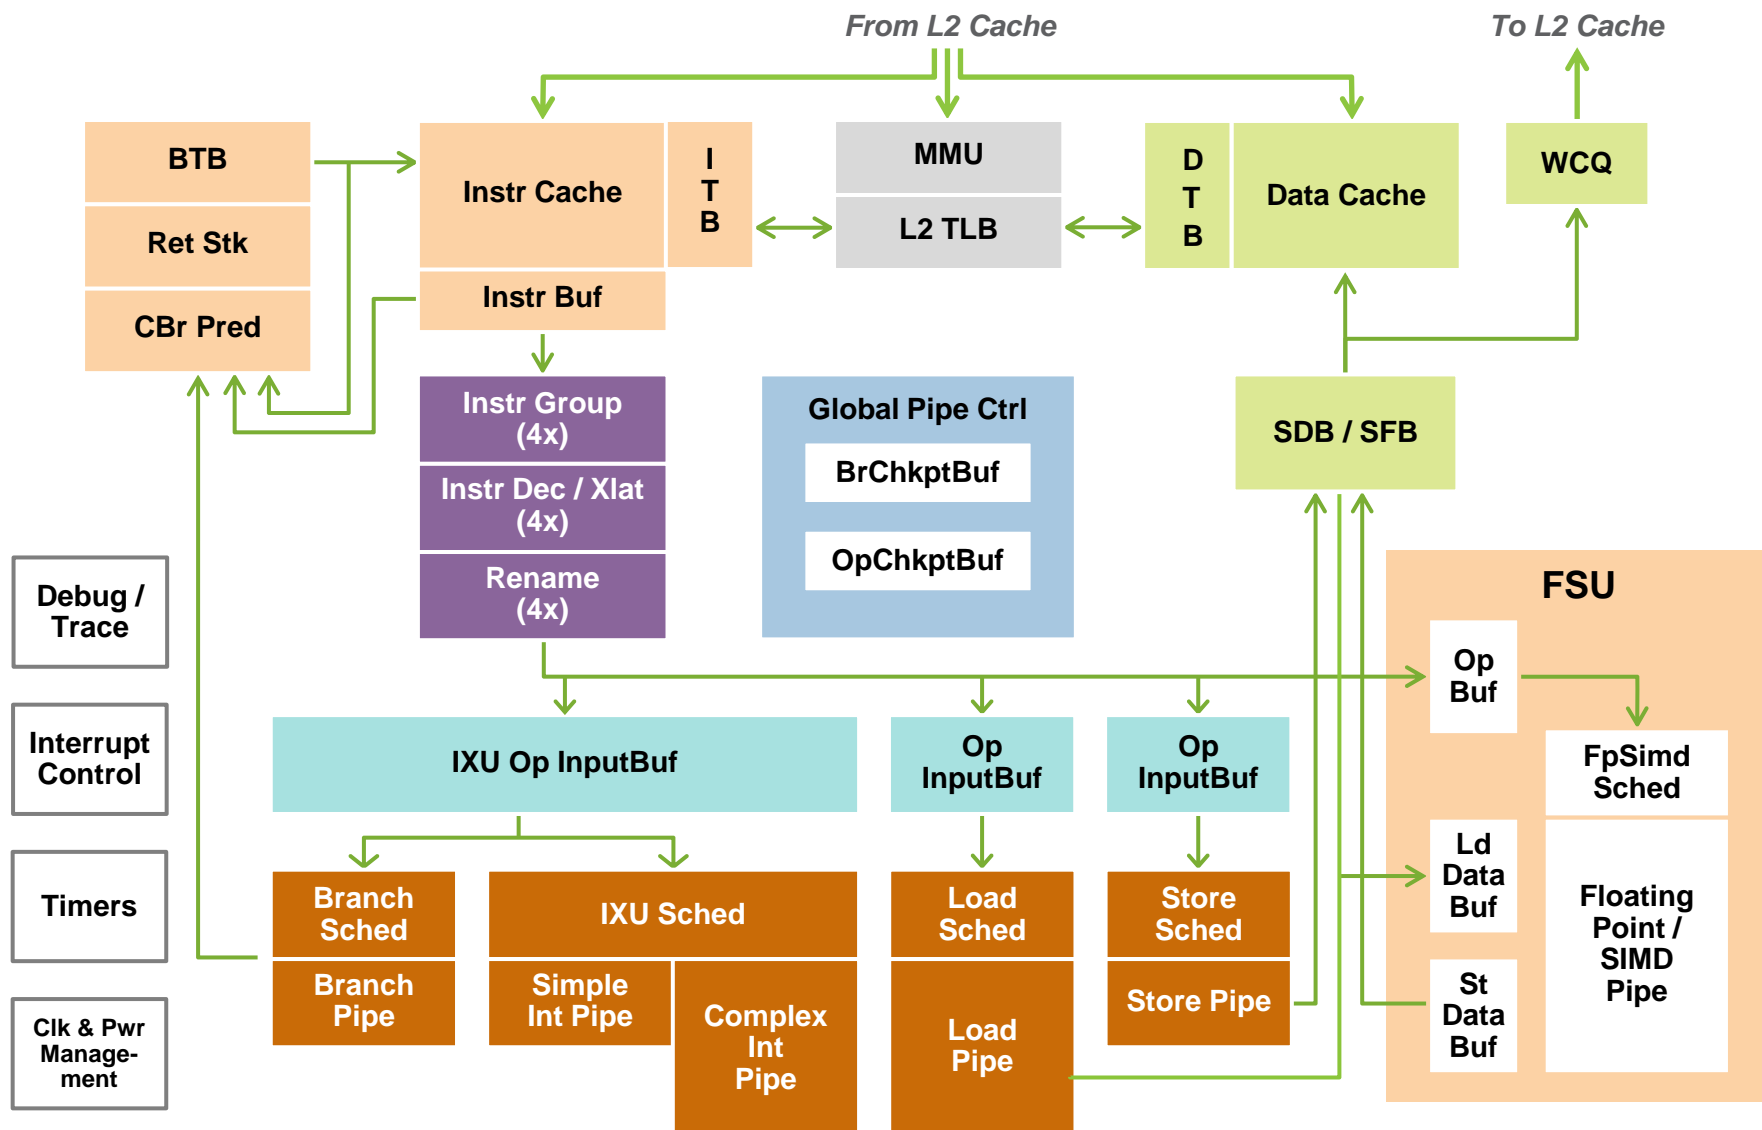 From L2 Cache
To L2 Cache
BTB
Ret Stk
CBr Pred
Instr Cache
I
T
B
Instr Buf
MMU
L2 TLB
D
T
B
Data Cache
WCQ
Instr Group
(4x)
Instr Dec / Xlat
(4x)
Rename
(4x)
Global Pipe Ctrl
BrChkptBuf
OpChkptBuf
SDB / SFB
Debug /
Trace
Interrupt
Control
Timers
Clk & Pwr
Manage-
ment
IXU Op InputBuf
Op
InputBuf
Op
InputBuf
Branch
Sched
Branch
Pipe
IXU Sched
Simple
Int Pipe
Complex
Int
Pipe
Load
Sched
Load
Pipe
Store
Sched
Store Pipe
FSU
Op
Buf
FpSimd
Sched
Ld
Data
Buf
Floating
Point /
SIMD
Pipe
St
Data
Buf